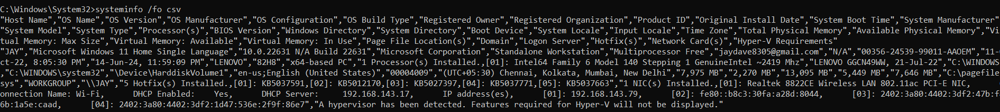 C:\Windows\System32>systeminfo /fo csv
"Host Name","OS Name","OS Version","OS Manufacturer","OS Configuration","OS Build Type","Registered Owner","Registered Organization","Product ID","Original Install Date","System Boot Time","System Manufacturer"
"System Model","System Type","Processor(s)","BIOS Version","Windows Directory","System Directory","Boot Device","System Locale","Input Locale","Time Zone","Total Physical Memory","Available Physical Memory","Vi
tual Memory: Max Size","Virtual Memory: Available","Virtual Memory: In Use","Page File Location(s)","Domain","Logon Server","Hotfix(s)","Network Card(s)","Hyper-V Requirements"
"JAY","Microsoft Windows 11 Home Single Language","10.0.22631 N/A Build 22631","Microsoft Corporation","Standalone Workstation","Multiprocessor Free","jaydave8305@gmail.com","N/A","00356-24539-99011-AAOEM","11-
ct-22, 8:05:30 PM","14-Jun-24, 11:59:09 PM","LENOVO","82H8","x64-based PC","1 Processor(s) Installed.,[01]: Intel64 Family 6 Model 140 Stepping 1 GenuineIntel ~2419 Mhz","LENOVO GGCN49WW, 21-Jul-22","C:\WINDOWS
,"C:\WINDOWS\system32","\Device\HarddiskVolume1","en-us;English (United States)","00004009","(UTC+05:30) Chennai, Kolkata, Mumbai, New Delhi","7,975 MB","2,270 MB","13,095 MB","5,449 MB","7,646 MB","C:\pagefile
sys","WORKGROUP","\\JAY","5 Hotfix(s) Installed.,[01]: KB5037591,[02]: KB5012170,[03]: KB5027397,[04]: KB5037771,[05]: KB5037663","1 NIC(s) Installed.,[01]: Realtek 8822CE Wireless LAN 802.11ac PCI-E NIC,
onnection Name: Wi-Fi, DHCP Enabled: Yes, DHCP Server: 192.168.143.17, IP address(es), [01]: 192.168.143.79, [02]: fe80::b8c3:30fa:a28d:8044, [03]: 2402:3a80:4402:3df2:47b:f
6b:1a5e:caad, [04]: 2402:3a80:4402:3df2:1d47:536e:2f9f:86e7","A hypervisor has been detected. Features required for Hyper-V will not be displayed."